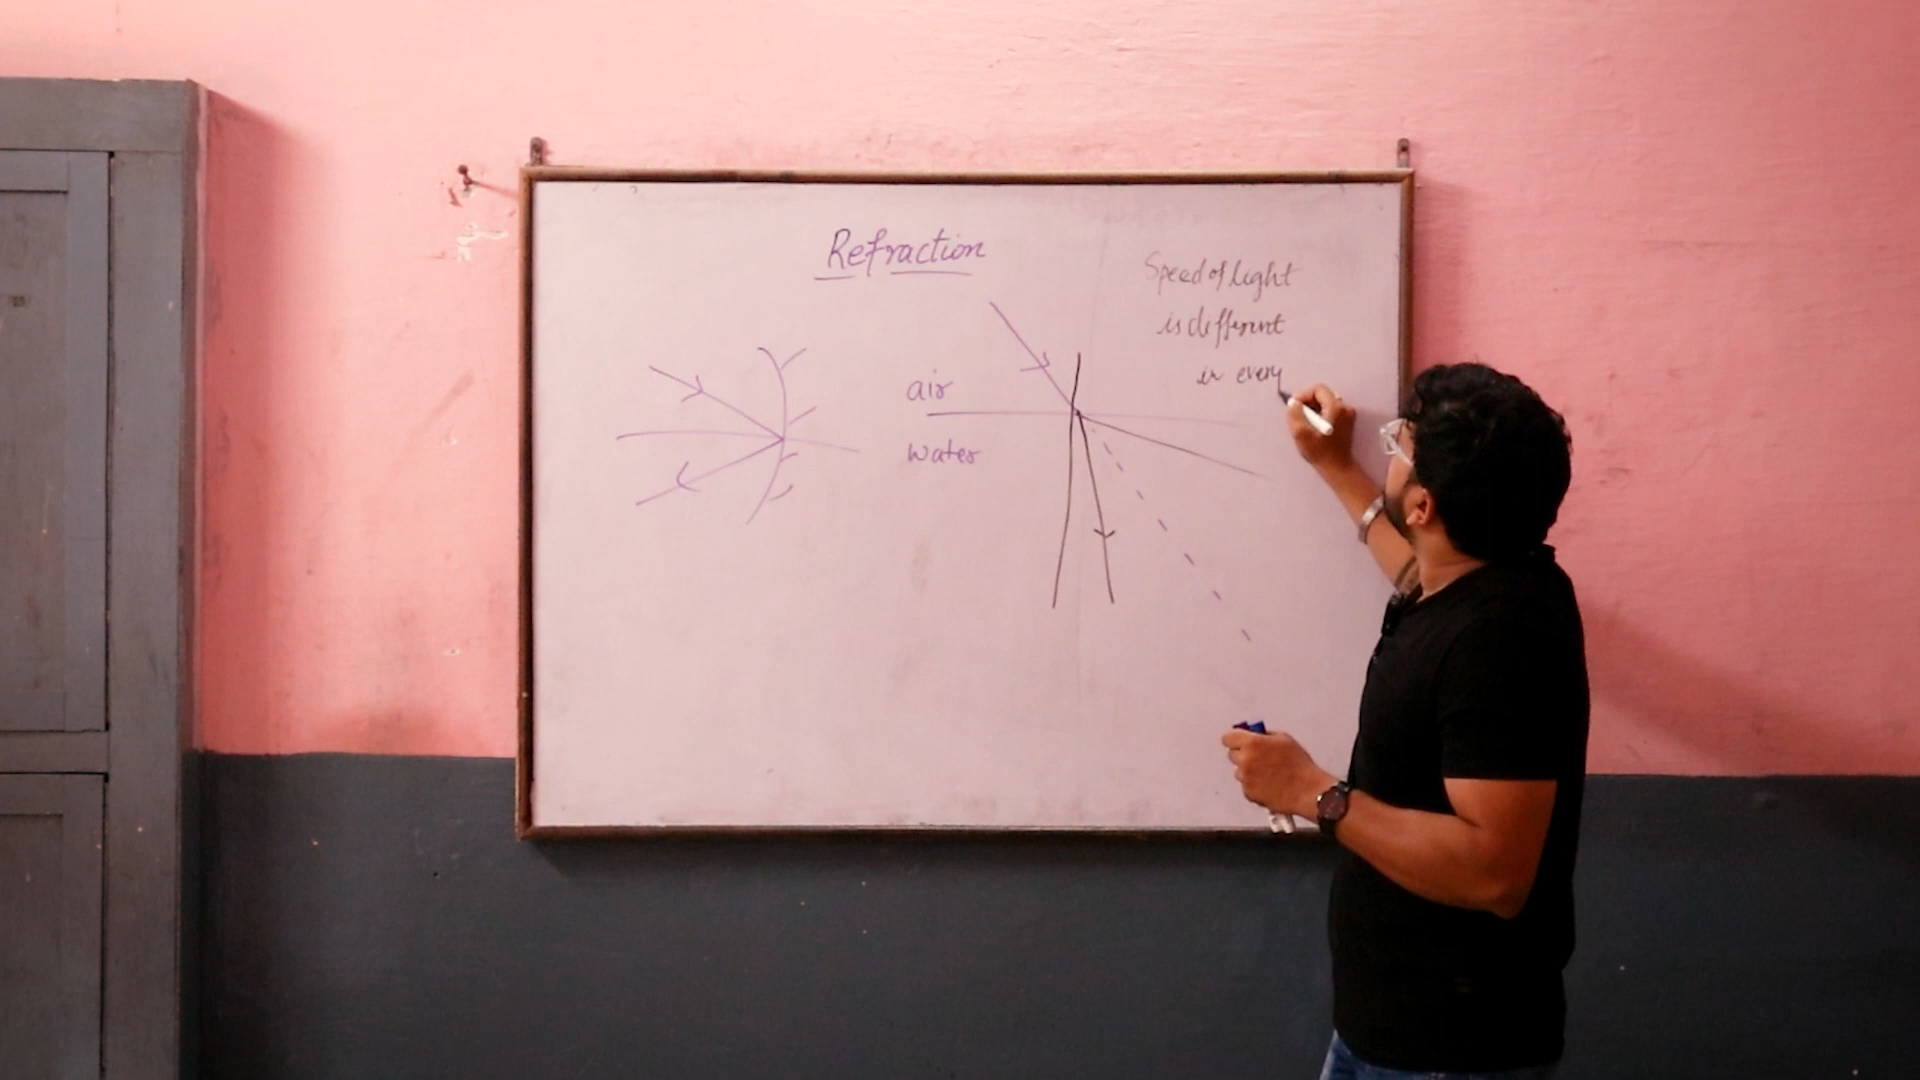 Refraction
Speed of light
is different
in every
air
water